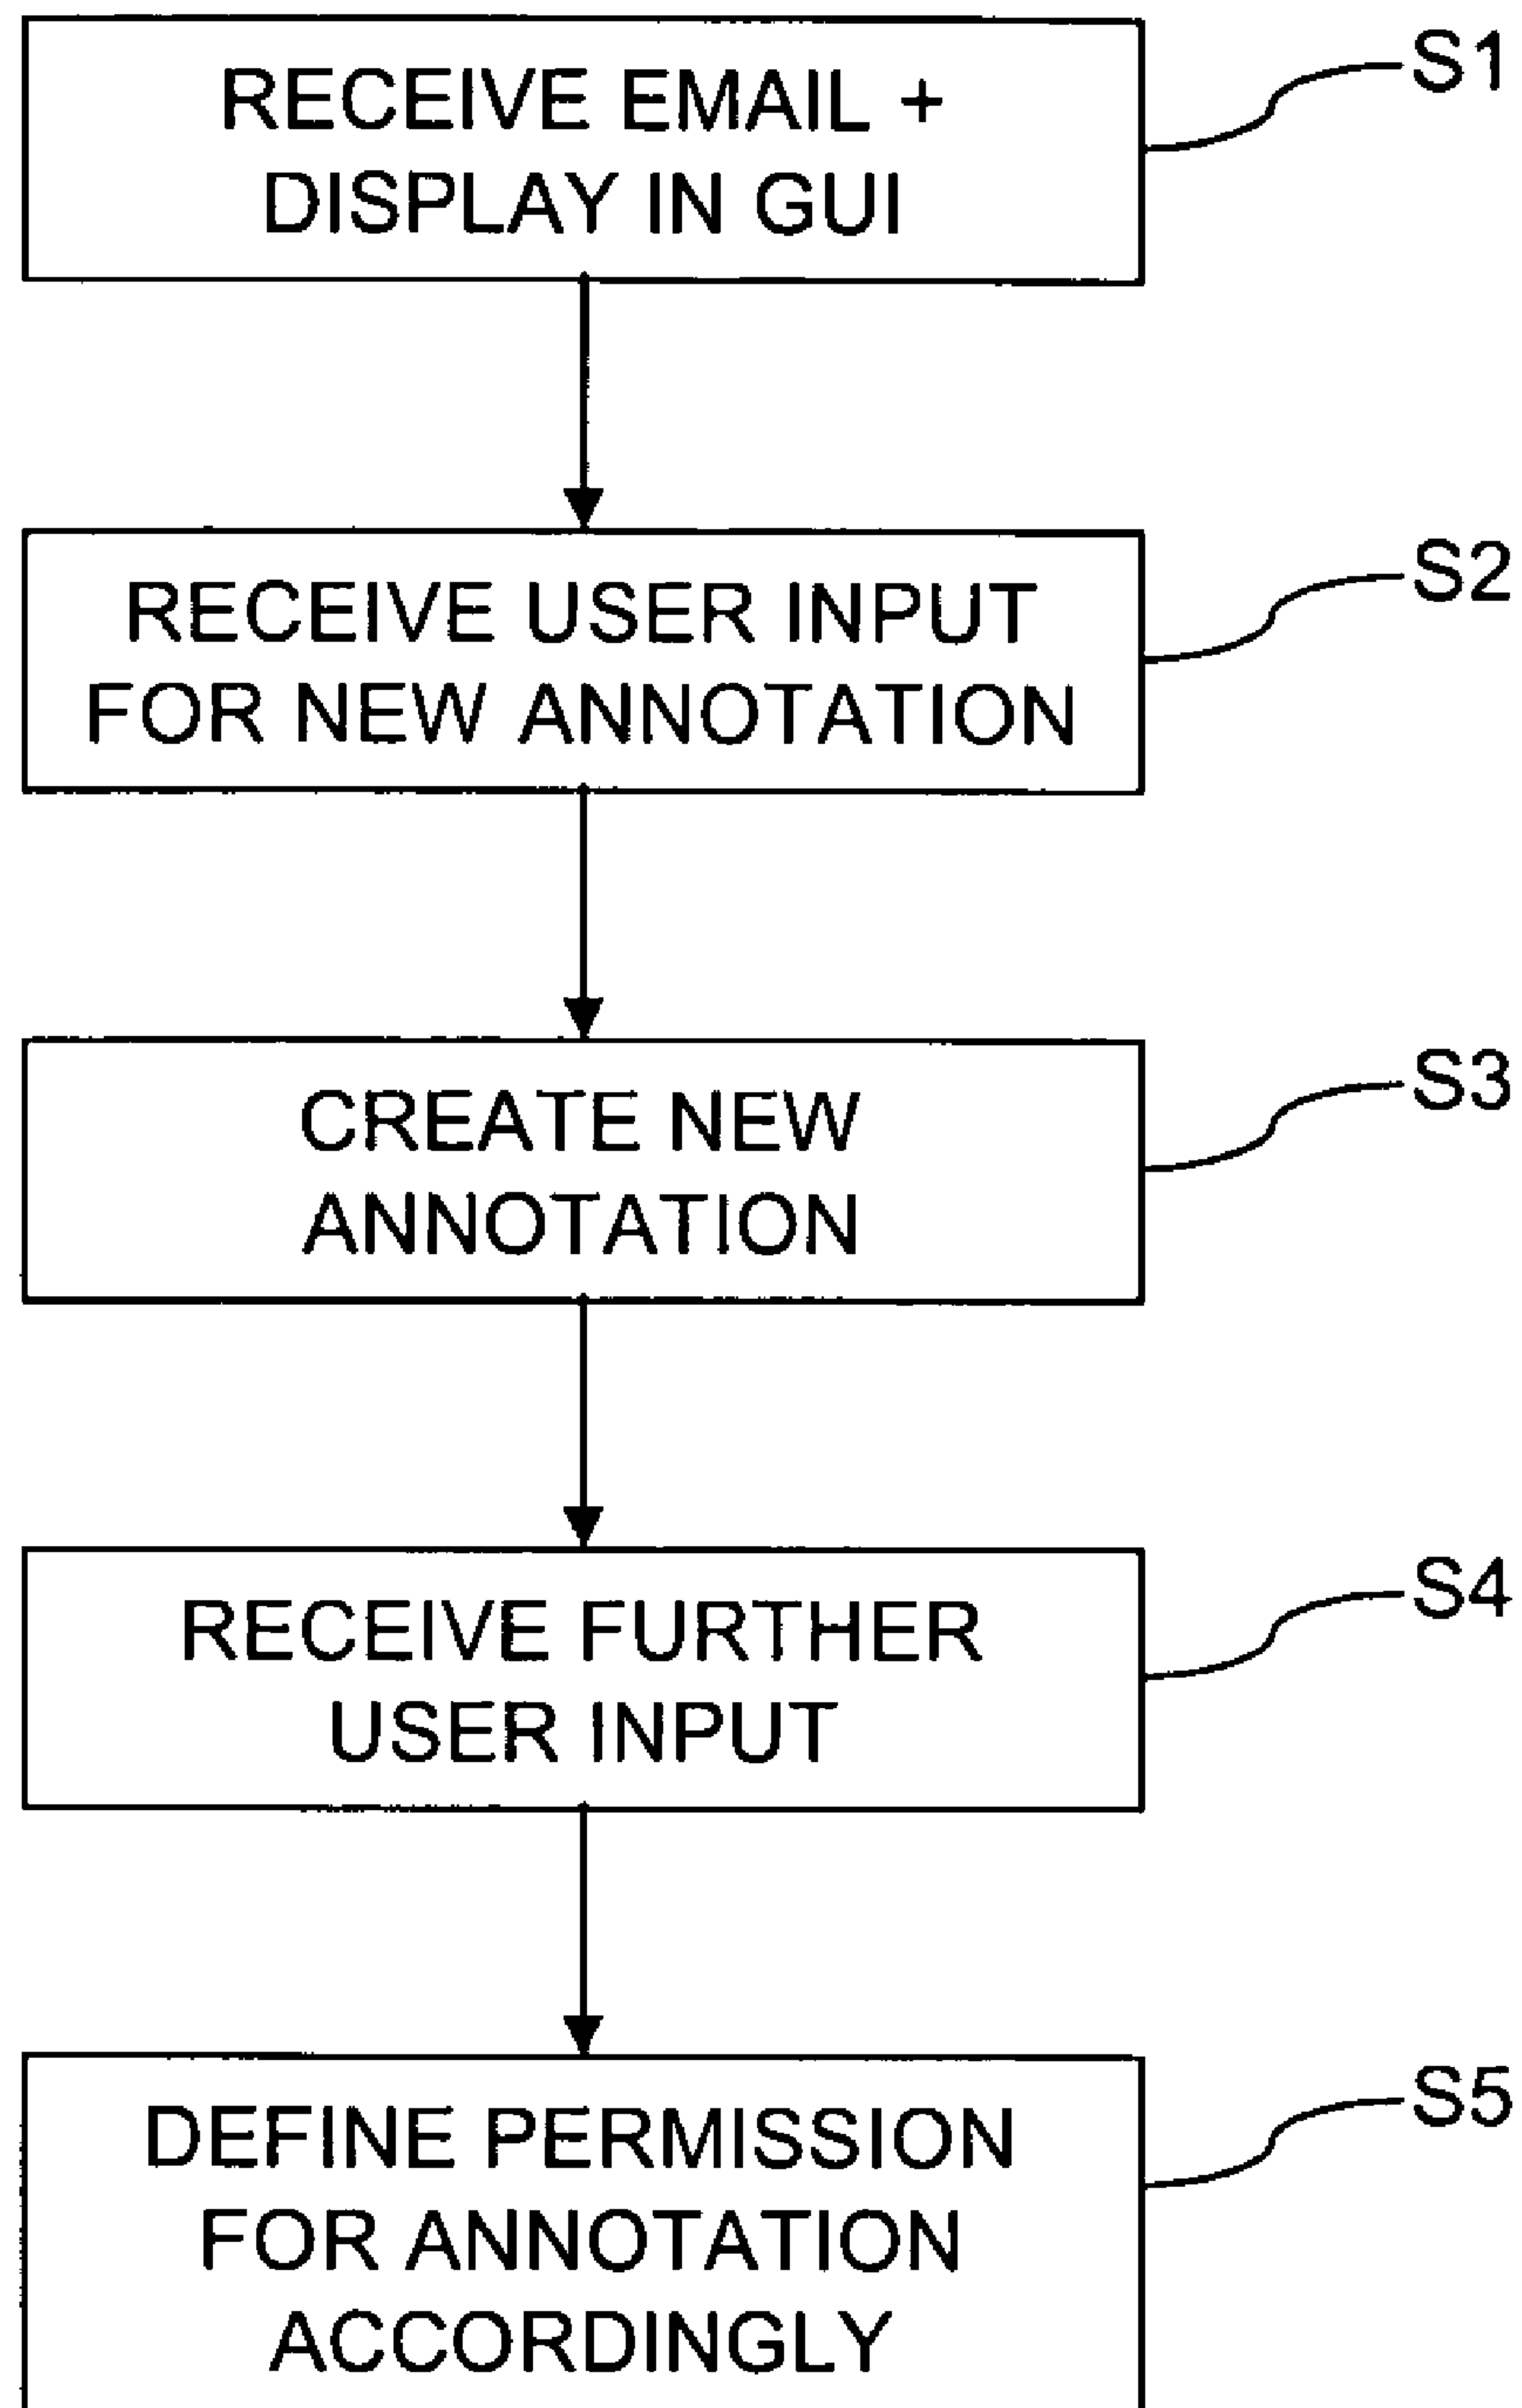 RECEIVE EMAIL +
DISPLAY IN GUI
S1
RECEIVE USER INPUT
FOR NEW ANNOTATION
S2
CREATE NEW
ANNOTATION
S3
RECEIVE FURTHER
USER INPUT
S4
DEFINE PERMISSION
FOR ANNOTATION
ACCORDINGLY
S5